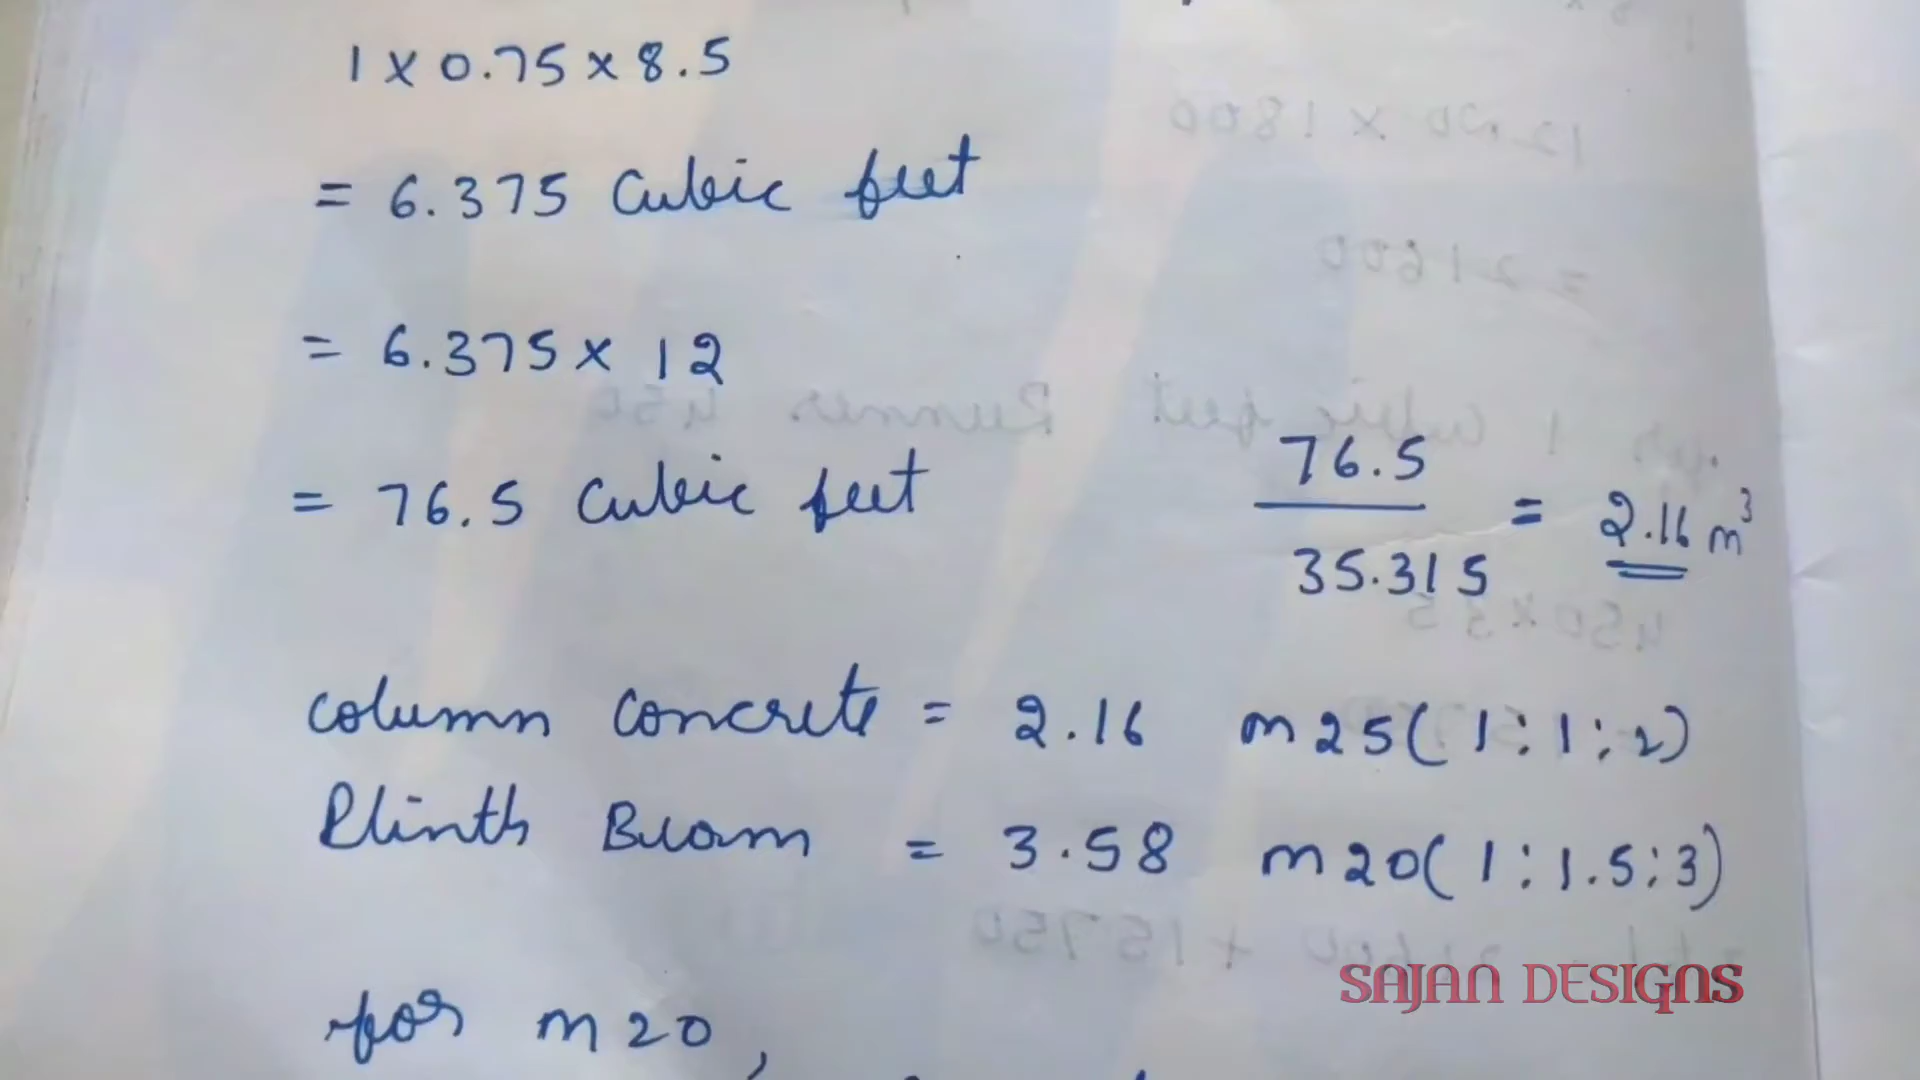 1 x 0.75 x 8.5
= 6.375 Cubic feet
= 6.375 x 12
= 76.5 Cubic feet
76.5
35.315
= 2.16 m³
column concrete = 2.16 m25 (1:1:2)
Plinth Beam = 3.58 m20 (1:1.5:3)
for m20,
SAJAN DESIGNS